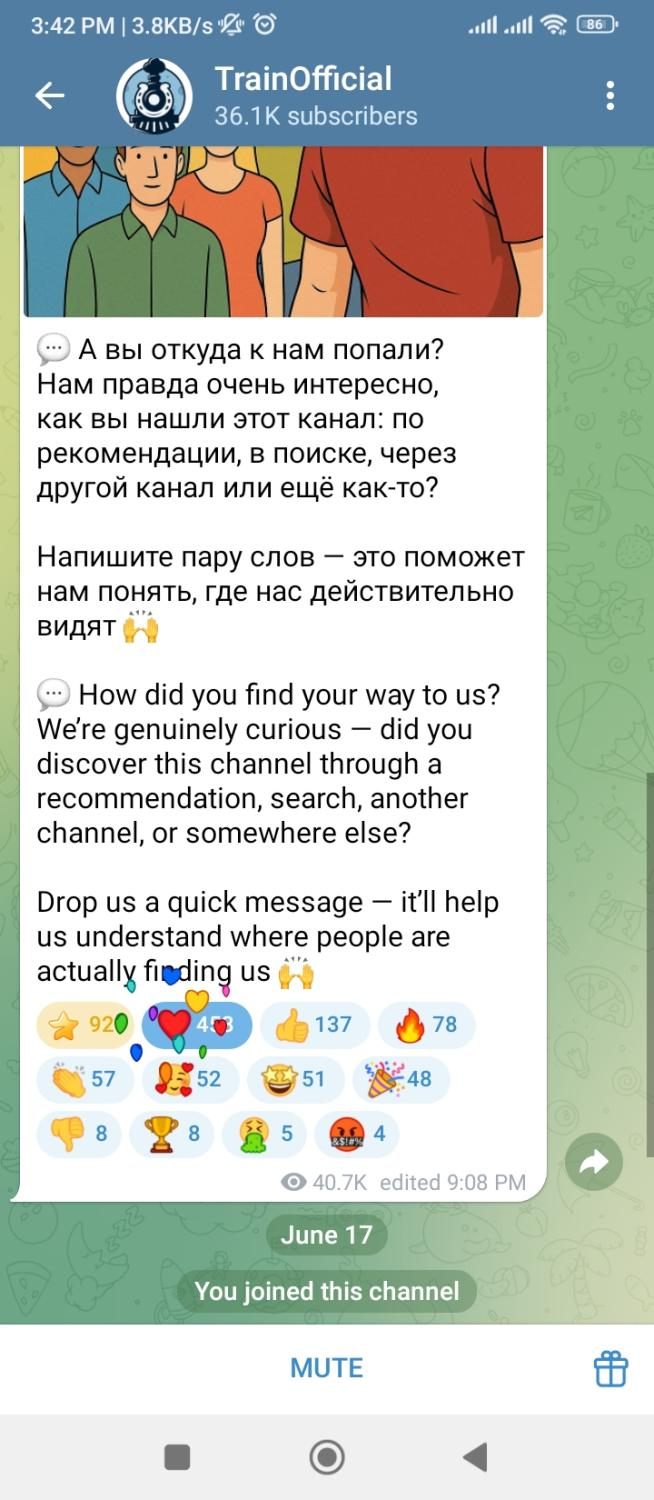 3:42 PM | 3.8KB/s
86
TrainOfficial
36.1K subscribers
💬 А вы откуда к нам попали?
Нам правда очень интересно,
как вы нашли этот канал: по
рекомендации, в поиске, через
другой канал или ещё как-то?
Напишите пару слов — это поможет
нам понять, где нас действительно
видят 🙌
💬 How did you find your way to us?
We're genuinely curious — did you
discover this channel through a
recommendation, search, another
channel, or somewhere else?
Drop us a quick message — it'll help
us understand where people are
actually finding us 🙌
137 78
57 52 51 48
8 8 5 4
40.7K edited 9:08 PM
June 17
You joined this channel
MUTE